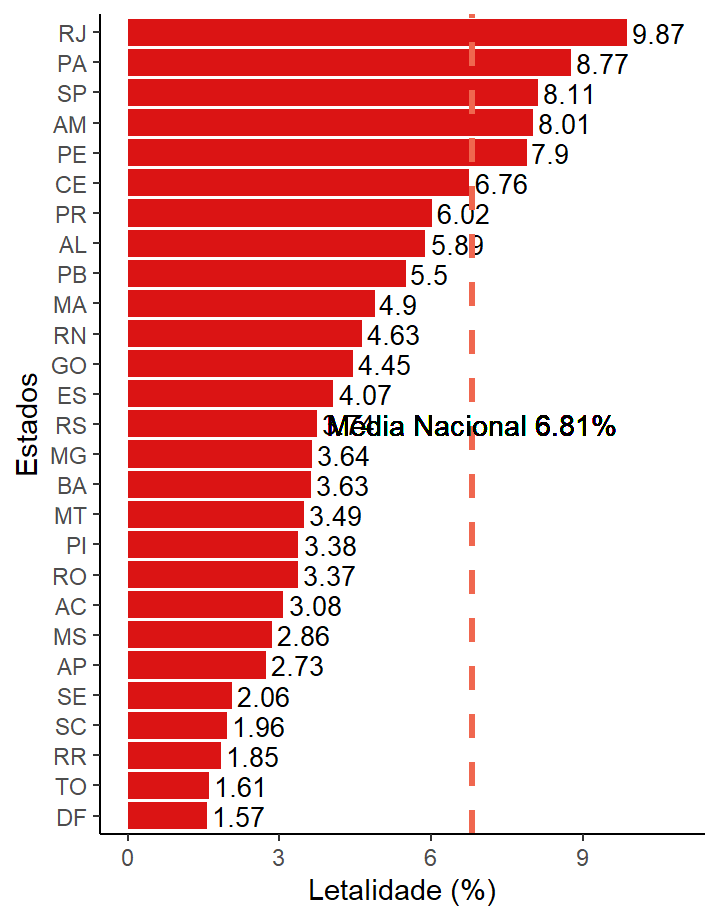 RJ 9.87
PA 8.77
SP 8.11
AM 8.01
PE 7.9
CE 6.76
PR 6.02
AL 5.89
PB 5.5
MA 4.9
RN 4.63
GO 4.45
ES 4.07
RS 3.74 Média Nacional 6.81%
MG 3.64
BA 3.63
MT 3.49
PI 3.38
RO 3.37
AC 3.08
MS 2.86
AP 2.73
SE 2.06
SC 1.96
RR 1.85
TO 1.61
DF 1.57
Estados
0 3 6 9
Letalidade (%)